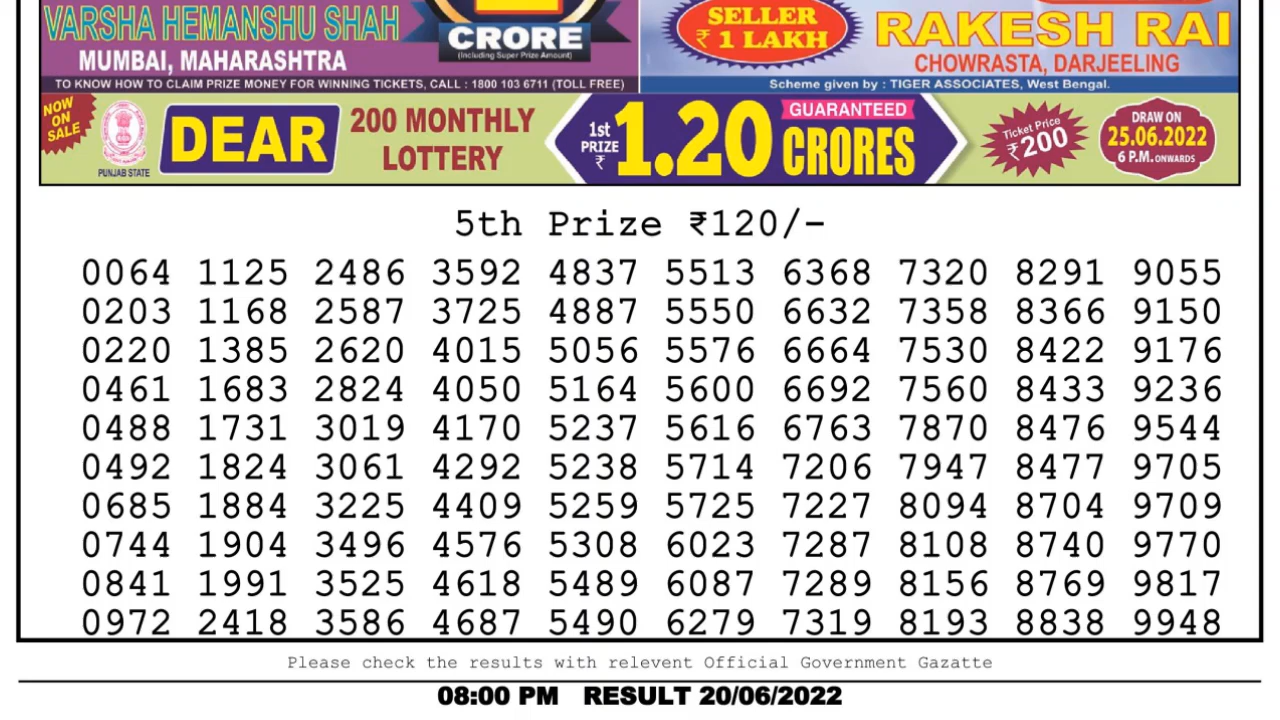 VARSHA HEMANSHU SHAH
MUMBAI, MAHARASHTRA
CRORE
(Including Super Prize Amount)
SELLER
₹ 1 LAKH
RAKESH RAI
CHOWRASTA, DARJEELING
TO KNOW HOW TO CLAIM PRIZE MONEY FOR WINNING TICKETS, CALL : 1800 103 6711 (TOLL FREE)
Scheme given by : TIGER ASSOCIATES, West Bengal.
NOW
ON
SALE
PUNJAB STATE
DEAR
200 MONTHLY
LOTTERY
1st
PRIZE
₹
1.20
GUARANTEED
CRORES
Ticket Price
₹200
DRAW ON
25.06.2022
6 P.M. ONWARDS
5th Prize ₹120/-
0064 1125 2486 3592 4837 5513 6368 7320 8291 9055
0203 1168 2587 3725 4887 5550 6632 7358 8366 9150
0220 1385 2620 4015 5056 5576 6664 7530 8422 9176
0461 1683 2824 4050 5164 5600 6692 7560 8433 9236
0488 1731 3019 4170 5237 5616 6763 7870 8476 9544
0492 1824 3061 4292 5238 5714 7206 7947 8477 9705
0685 1884 3225 4409 5259 5725 7227 8094 8704 9709
0744 1904 3496 4576 5308 6023 7287 8108 8740 9770
0841 1991 3525 4618 5489 6087 7289 8156 8769 9817
0972 2418 3586 4687 5490 6279 7319 8193 8838 9948
Please check the results with relevent Official Government Gazatte
08:00 PM RESULT 20/06/2022